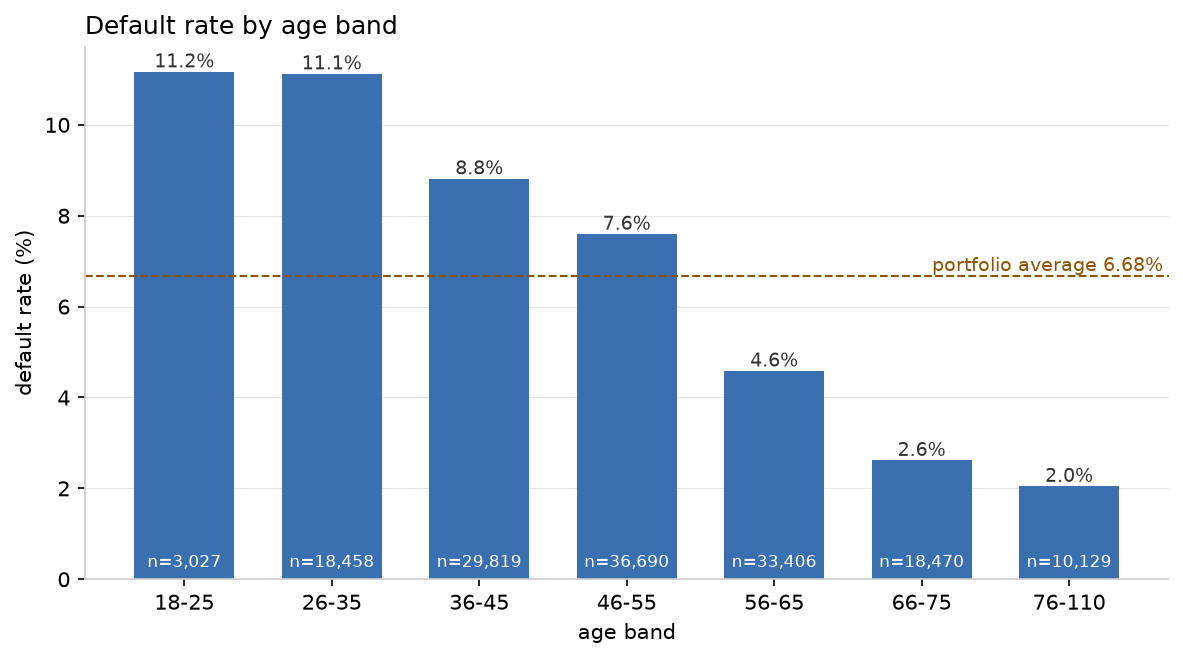 Default rate by age band
11.2%
11.1%
8.8%
7.6%
4.6%
2.6%
2.0%
portfolio average 6.68%
default rate (%)
10
8
6
4
2
0
n=3,027
n=18,458
n=29,819
n=36,690
n=33,406
n=18,470
n=10,129
18-25
26-35
36-45
46-55
56-65
66-75
76-110
age band